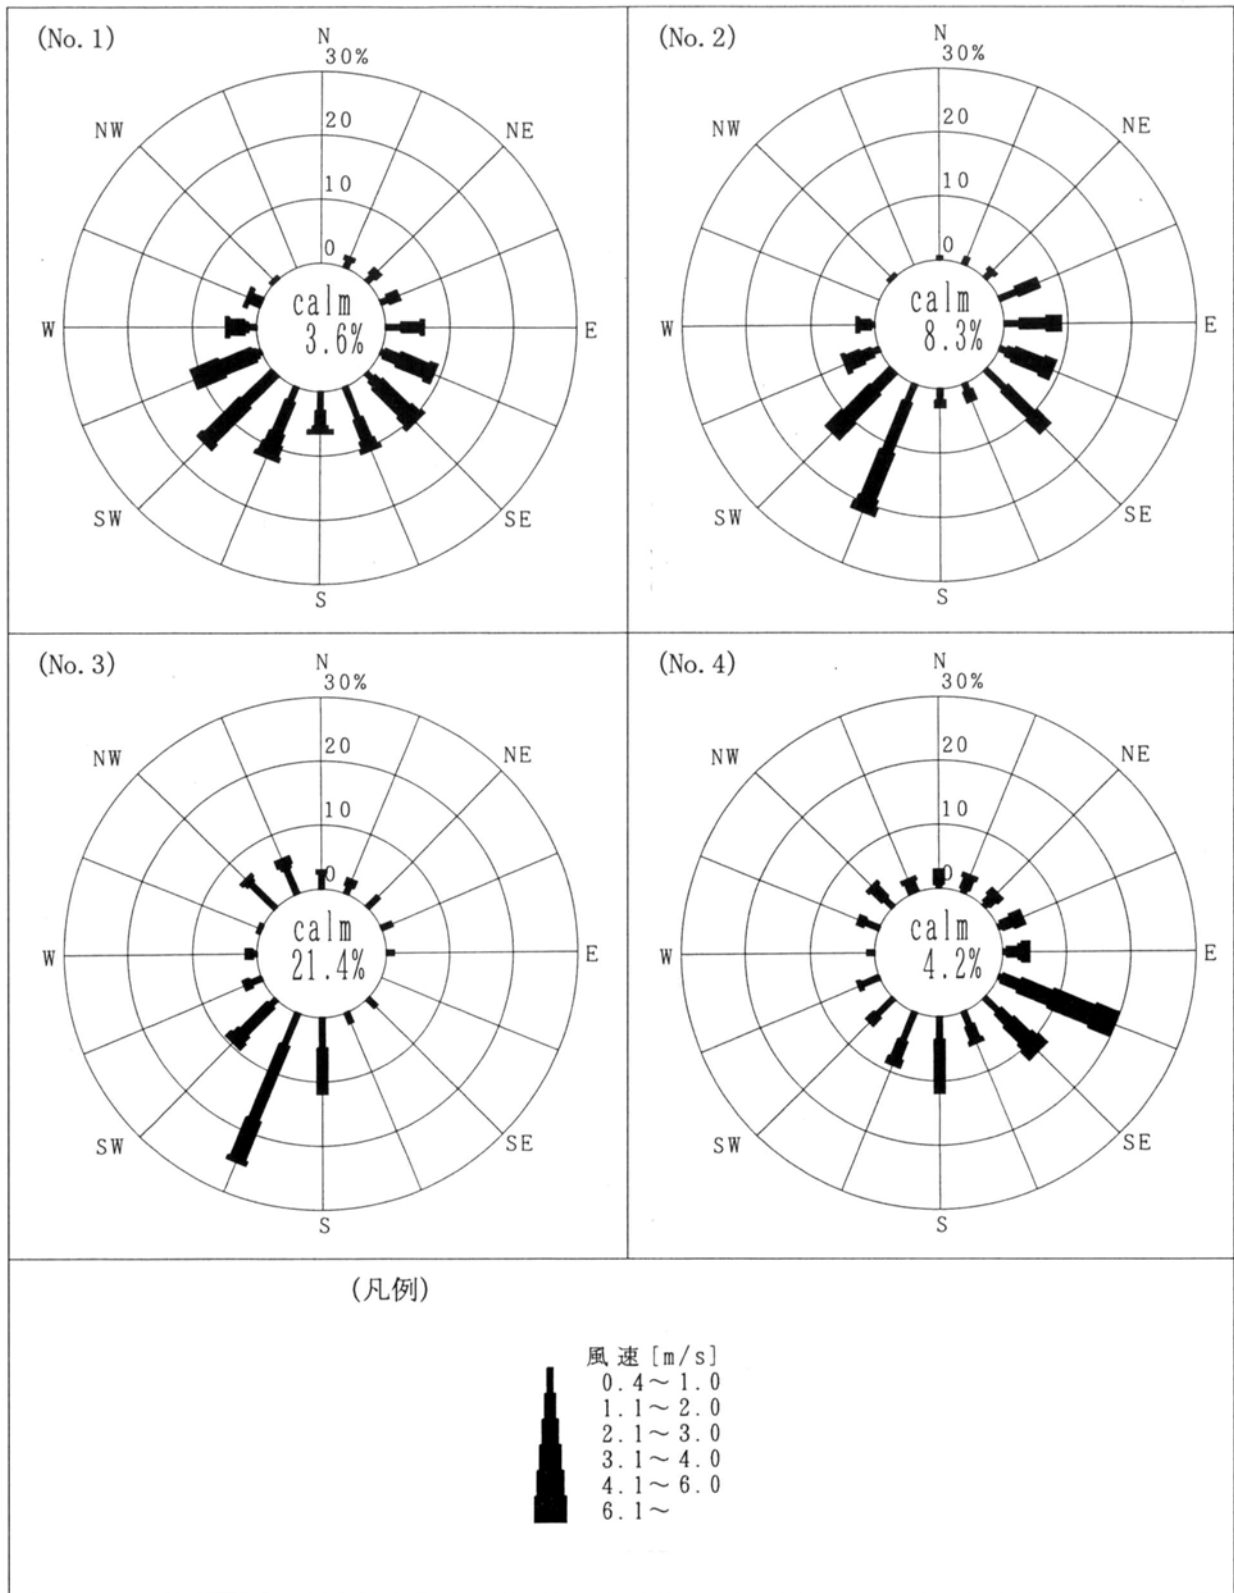 (No. 1)
N
30%
NW
NE
20
10
0
calm
3.6%
W
E
SW
SE
S
(No. 2)
N
30%
NW
NE
20
10
0
calm
8.3%
W
E
SW
SE
S
(No. 3)
N
30%
NW
NE
20
10
0
calm
21.4%
W
E
SW
SE
S
(No. 4)
N
30%
NW
NE
20
10
0
calm
4.2%
W
E
SW
SE
S
(凡例)
風速[m/s]
0.4～1.0
1.1～2.0
2.1～3.0
3.1～4.0
4.1～6.0
6.1～